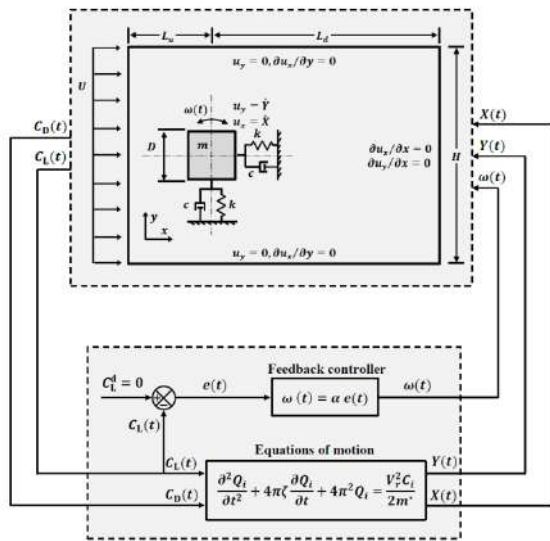 L_u L_d
u_y = 0, ∂u_x/∂y = 0
U
ω(t)
u_y − Ẏ
u_x = Ẋ
k
C_D(t)
C_L(t)
D
m
c
∂u_x/∂x = 0
∂u_y/∂x = 0
H
X(t)
Y(t)
ω(t)
c
k
y
x
u_y = 0, ∂u_x/∂y = 0
Feedback controller
C_L^d = 0
e(t)
ω (t) = α e(t)
ω(t)
C_L(t)
Equations of motion
C_L(t)
C_D(t)
∂²Q_i/∂t² + 4πζ ∂Q_i/∂t + 4π²Q_i = V_r²C_i/2m*
Y(t)
X(t)